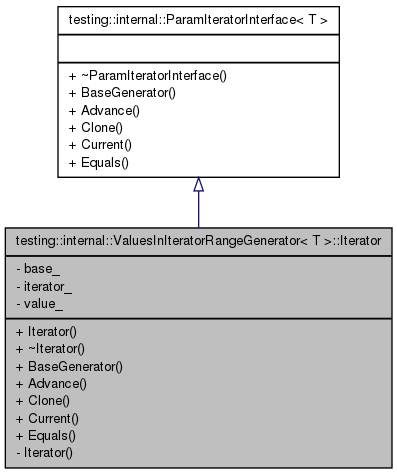 testing::internal::ParamIteratorInterface< T >
+ ~ParamIteratorInterface()
+ BaseGenerator()
+ Advance()
+ Clone()
+ Current()
+ Equals()
testing::internal::ValuesInIteratorRangeGenerator< T >::Iterator
- base_
- iterator_
- value_
+ Iterator()
+ ~Iterator()
+ BaseGenerator()
+ Advance()
+ Clone()
+ Current()
+ Equals()
- Iterator()